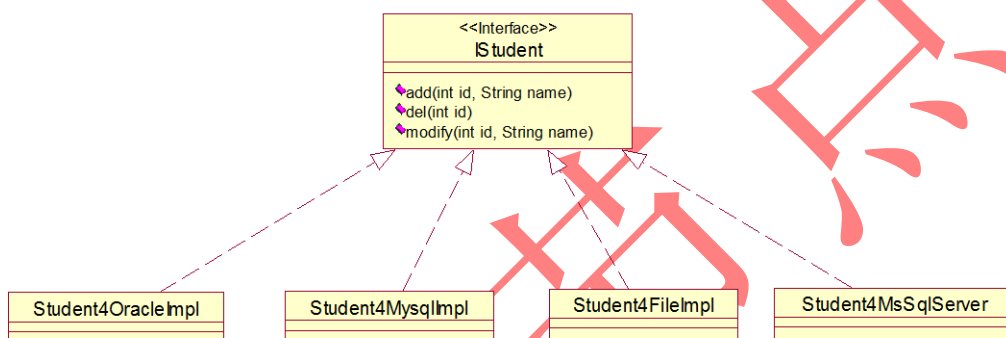 <<Interface>>
IStudent
add(int id, String name)
del(int id)
modify(int id, String name)
Student4OracleImpl
Student4MysqlImpl
Student4FileImpl
Student4MsSqlServer